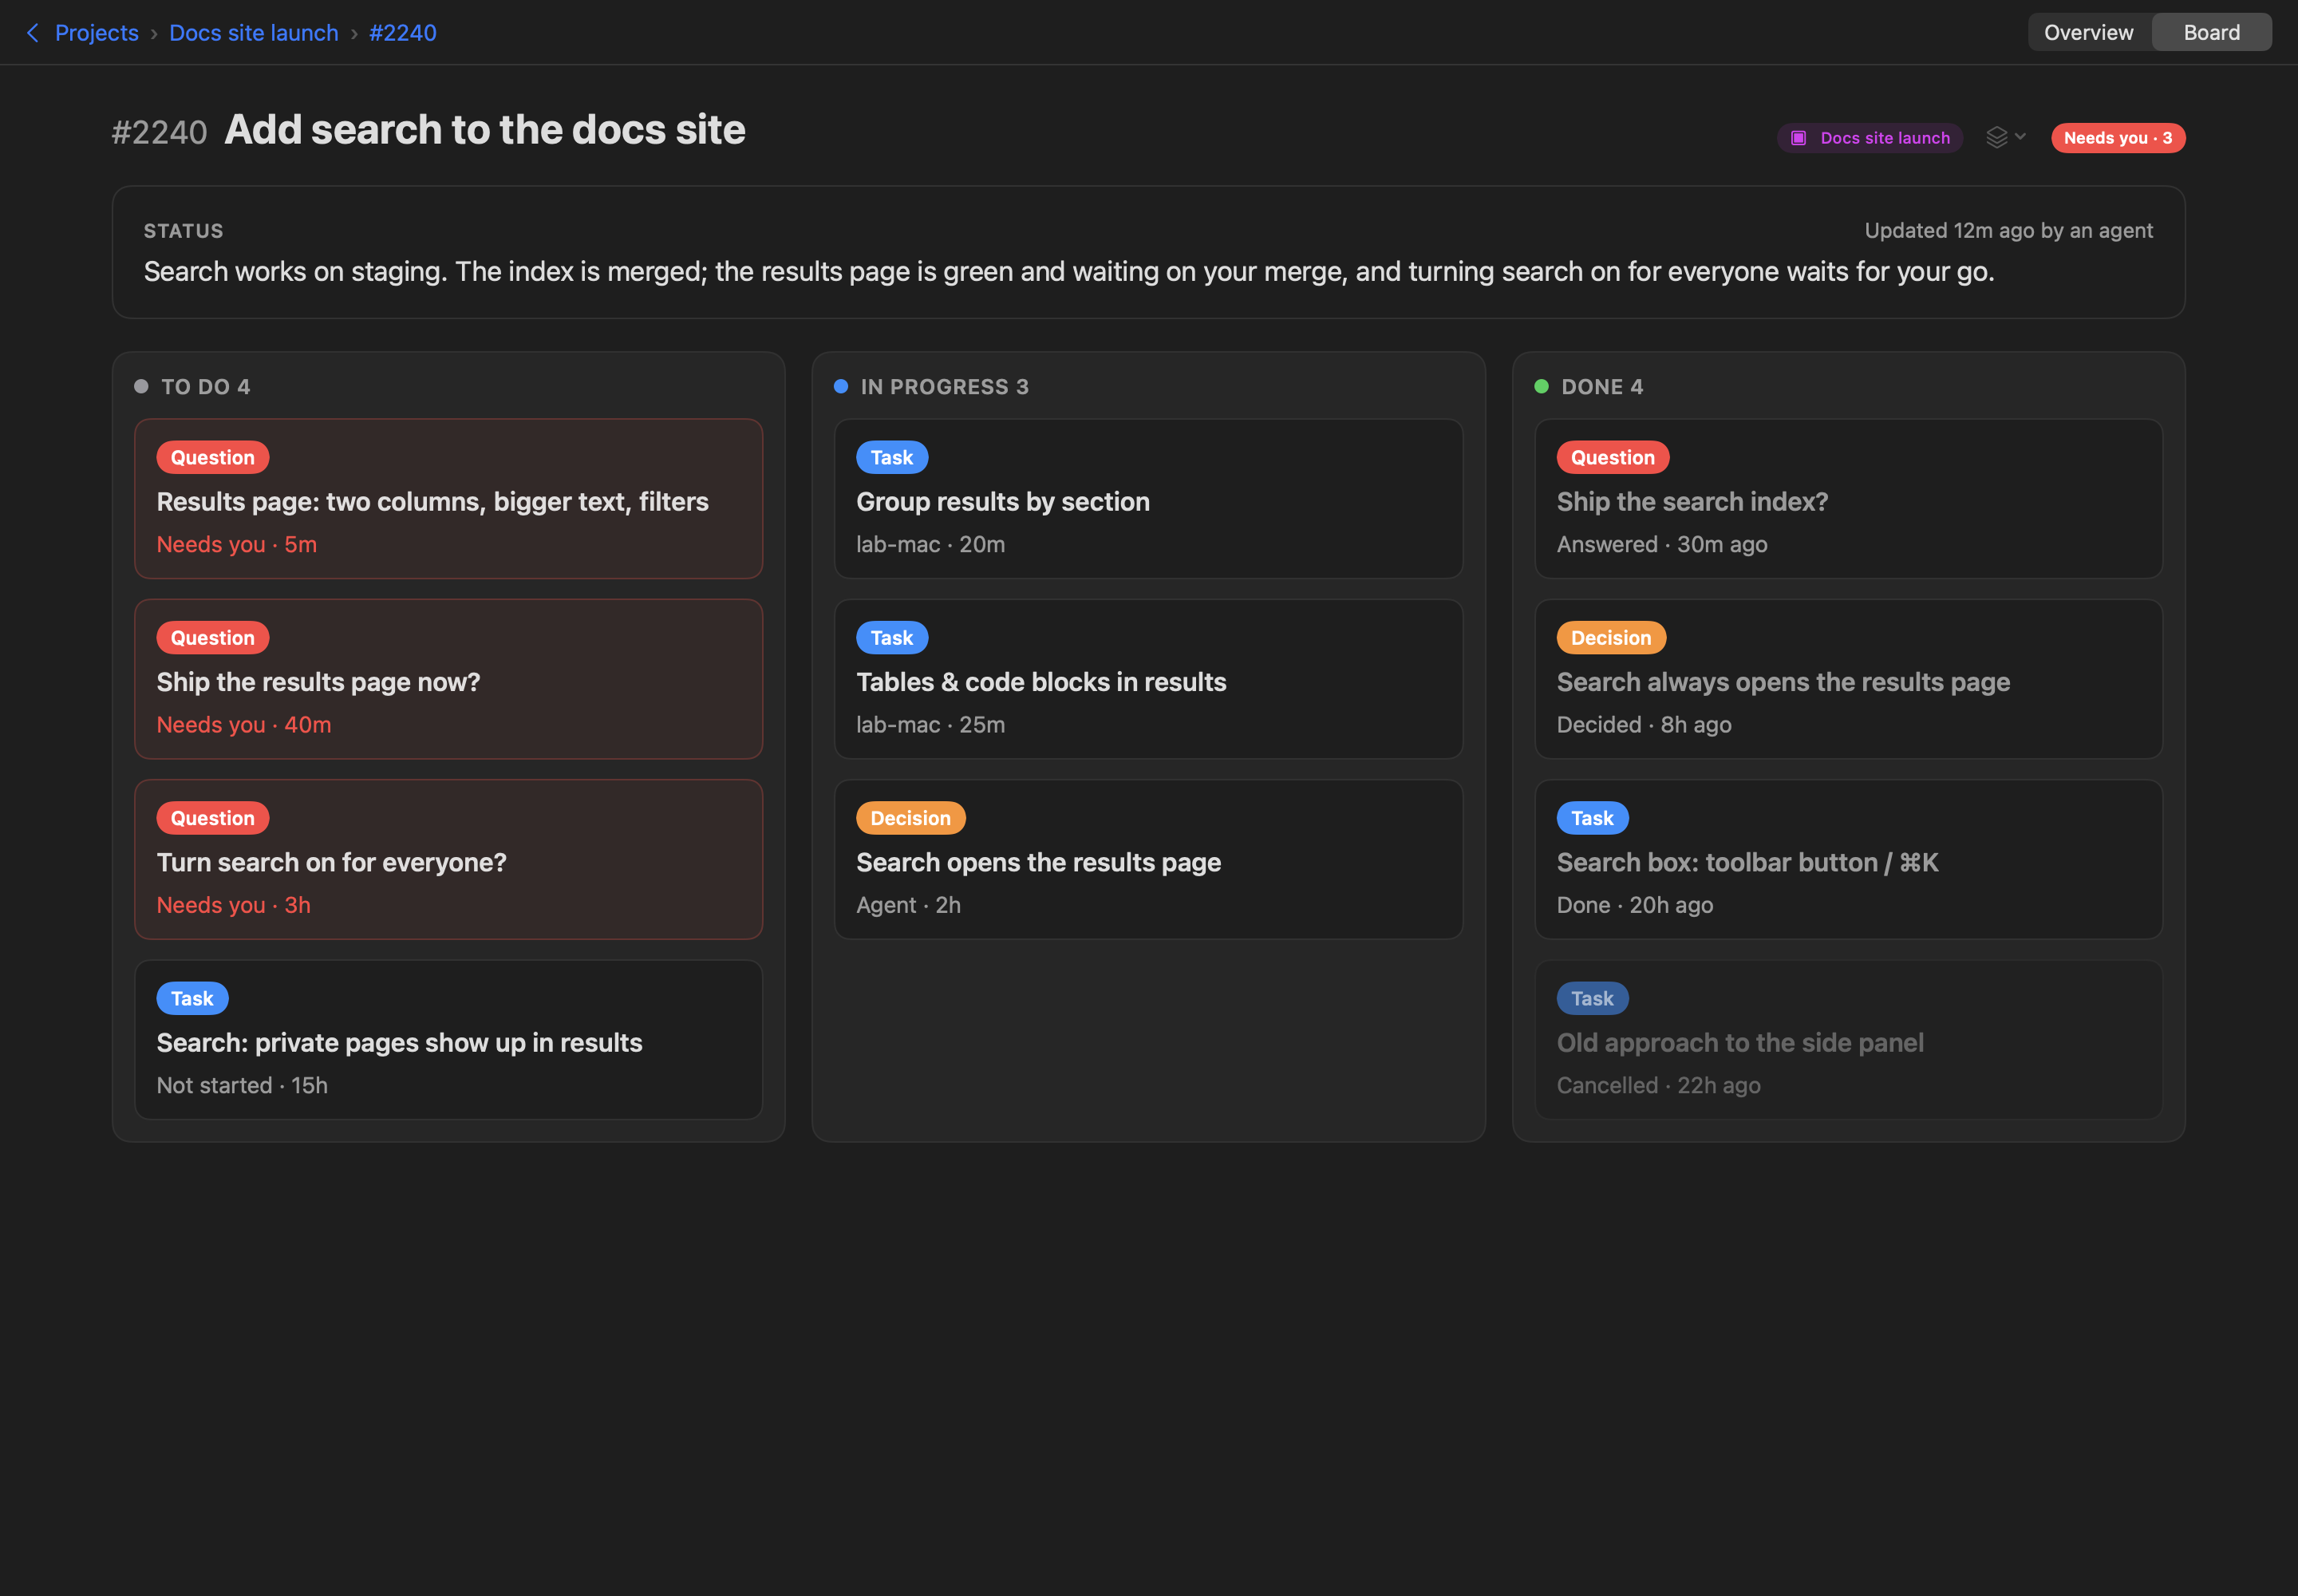 Projects › Docs site launch › #2240
Overview
Board
#2240 Add search to the docs site
Docs site launch
Needs you · 3
STATUS
Updated 12m ago by an agent
Search works on staging. The index is merged; the results page is green and waiting on your merge, and turning search on for everyone waits for your go.
TO DO 4
Question
Results page: two columns, bigger text, filters
Needs you · 5m
Question
Ship the results page now?
Needs you · 40m
Question
Turn search on for everyone?
Needs you · 3h
Task
Search: private pages show up in results
Not started · 15h
IN PROGRESS 3
Task
Group results by section
lab-mac · 20m
Task
Tables & code blocks in results
lab-mac · 25m
Decision
Search opens the results page
Agent · 2h
DONE 4
Question
Ship the search index?
Answered · 30m ago
Decision
Search always opens the results page
Decided · 8h ago
Task
Search box: toolbar button / ⌘K
Done · 20h ago
Task
Old approach to the side panel
Cancelled · 22h ago